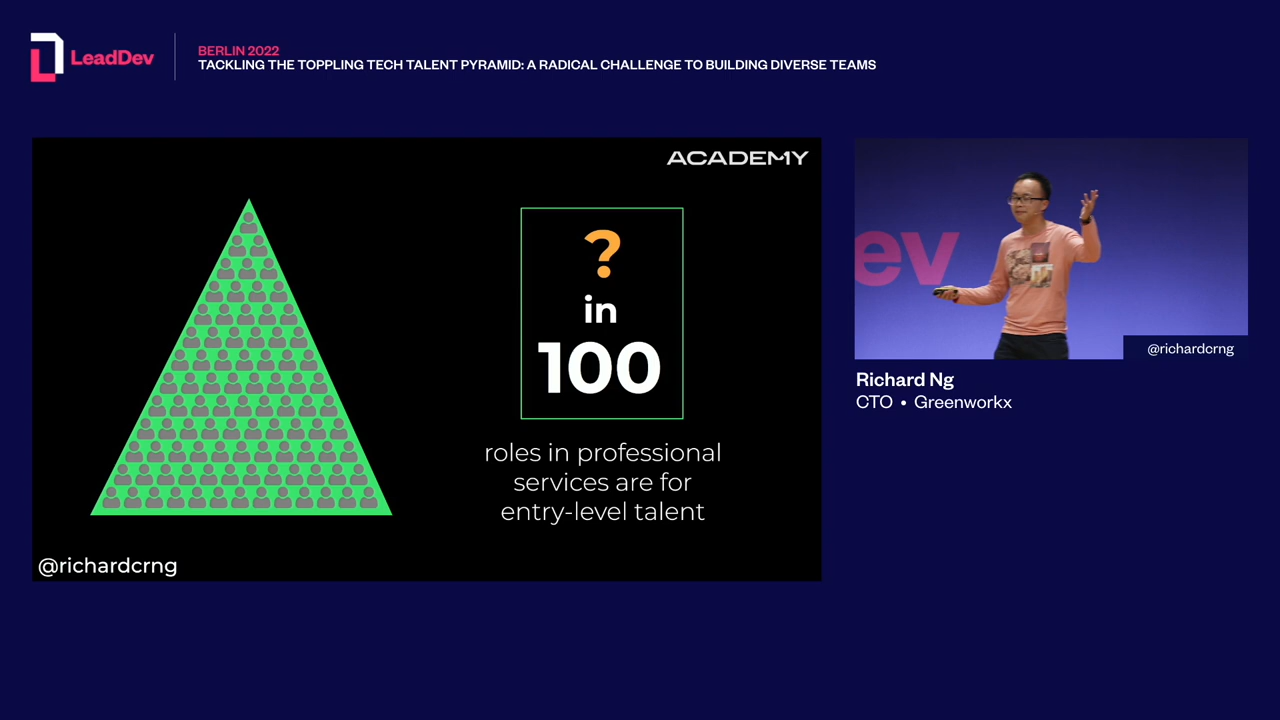 LeadDev
BERLIN 2022
TACKLING THE TOPPLING TECH TALENT PYRAMID: A RADICAL CHALLENGE TO BUILDING DIVERSE TEAMS
ACADEMY
?
in
100
roles in professional
services are for
entry-level talent
@richardcrng
ev
@richardcrng
Richard Ng
CTO • Greenworkx